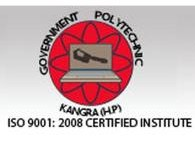 GOVERNMENT POLYTECHNIC
KANGRA (H.P)
ISO 9001: 2008 CERTIFIED INSTITUTE